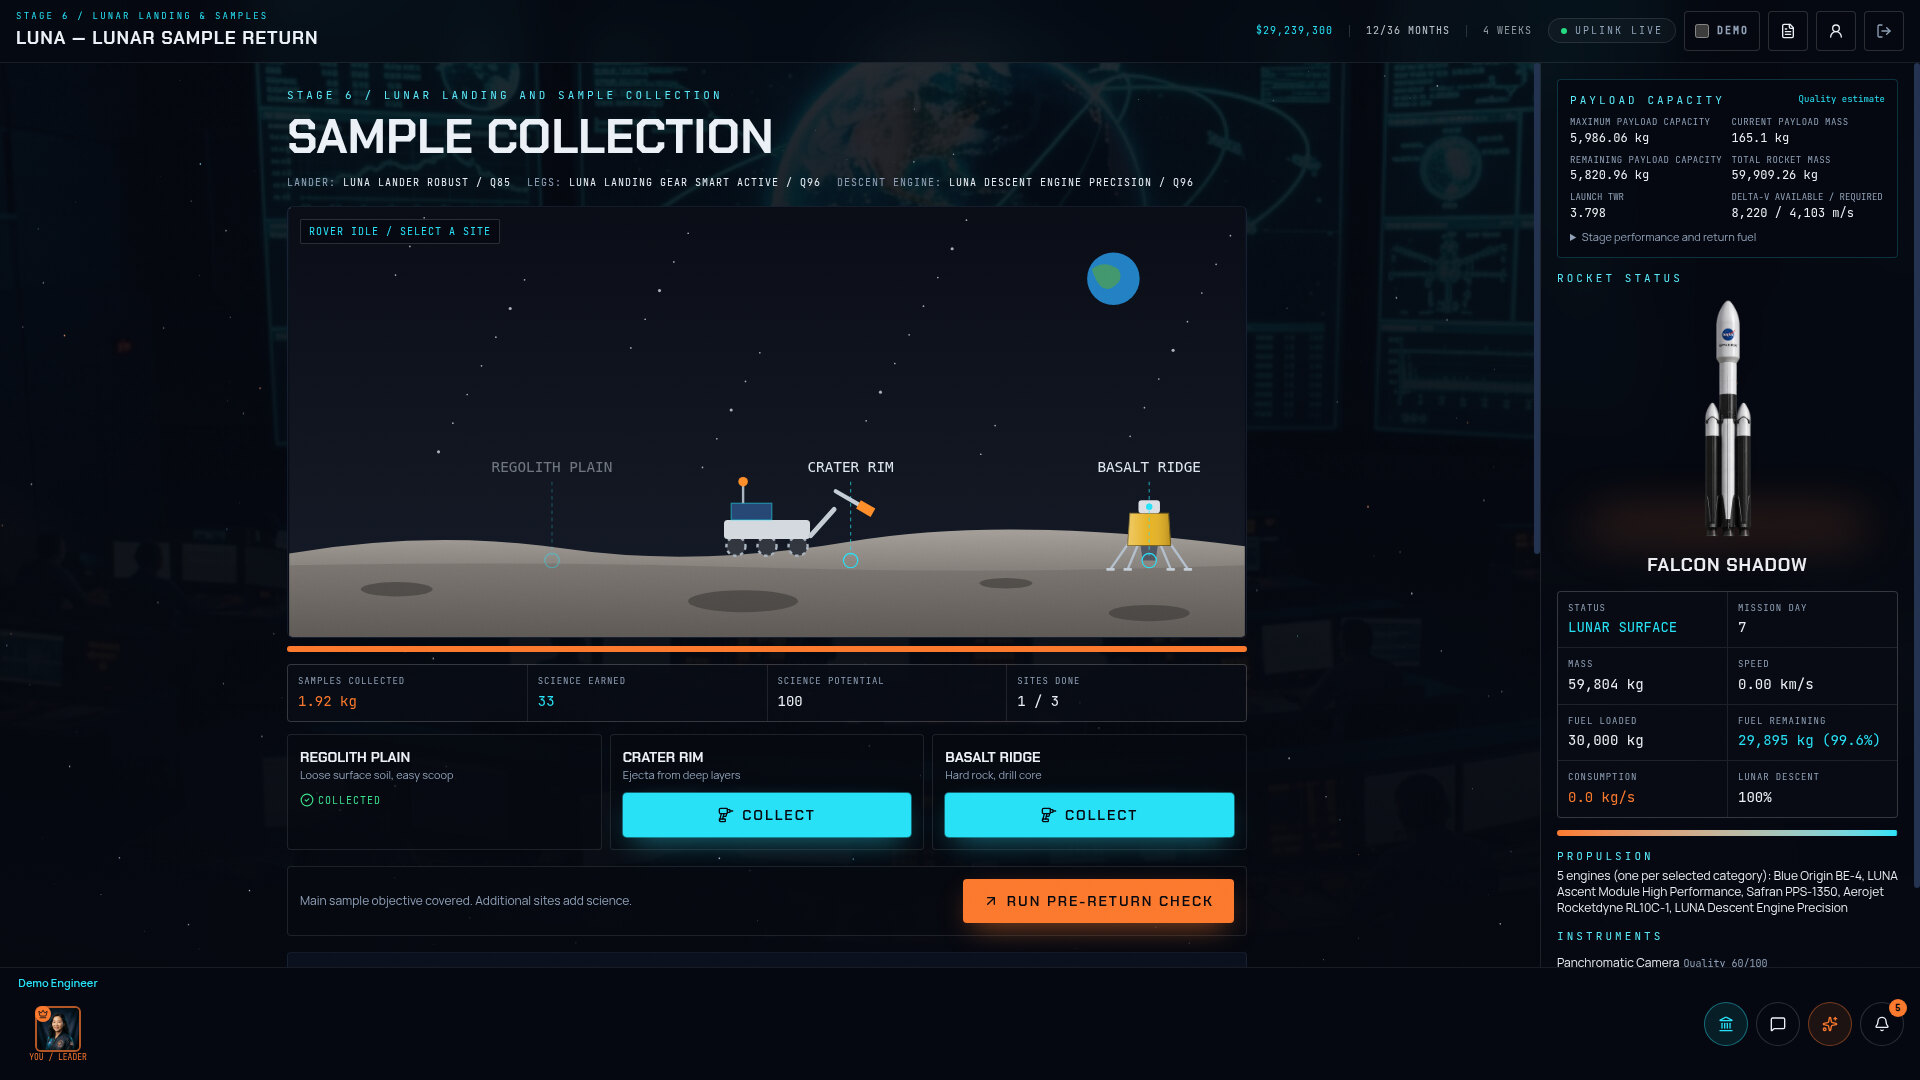 STAGE 6 / LUNAR LANDING & SAMPLES
LUNA — LUNAR SAMPLE RETURN
$29,239,300
12/36 MONTHS
4 WEEKS
UPLINK LIVE
DEMO
STAGE 6 / LUNAR LANDING AND SAMPLE COLLECTION
SAMPLE COLLECTION
LANDER: LUNA LANDER ROBUST / Q85 LEGS: LUNA LANDING GEAR SMART ACTIVE / Q96 DESCENT ENGINE: LUNA DESCENT ENGINE PRECISION / Q96
ROVER IDLE / SELECT A SITE
REGOLITH PLAIN
CRATER RIM
BASALT RIDGE
SAMPLES COLLECTED
1.92 kg
SCIENCE EARNED
33
SCIENCE POTENTIAL
100
SITES DONE
1 / 3
REGOLITH PLAIN
Loose surface soil, easy scoop
COLLECTED
CRATER RIM
Ejecta from deep layers
COLLECT
BASALT RIDGE
Hard rock, drill core
COLLECT
Main sample objective covered. Additional sites add science.
RUN PRE-RETURN CHECK
PAYLOAD CAPACITY
Quality estimate
MAXIMUM PAYLOAD CAPACITY
5,986.06 kg
CURRENT PAYLOAD MASS
165.1 kg
REMAINING PAYLOAD CAPACITY
5,820.96 kg
TOTAL ROCKET MASS
59,909.26 kg
LAUNCH TWR
3.798
DELTA-V AVAILABLE / REQUIRED
8,220 / 4,103 m/s
Stage performance and return fuel
ROCKET STATUS
FALCON SHADOW
STATUS
LUNAR SURFACE
MISSION DAY
7
MASS
59,804 kg
SPEED
0.00 km/s
FUEL LOADED
30,000 kg
FUEL REMAINING
29,895 kg (99.6%)
CONSUMPTION
0.0 kg/s
LUNAR DESCENT
100%
PROPULSION
5 engines (one per selected category): Blue Origin BE-4, LUNA
Ascent Module High Performance, Safran PPS-1350, Aerojet
Rocketdyne RL10C-1, LUNA Descent Engine Precision
INSTRUMENTS
Panchromatic Camera Quality 60/100
Demo Engineer
YOU / LEADER
5